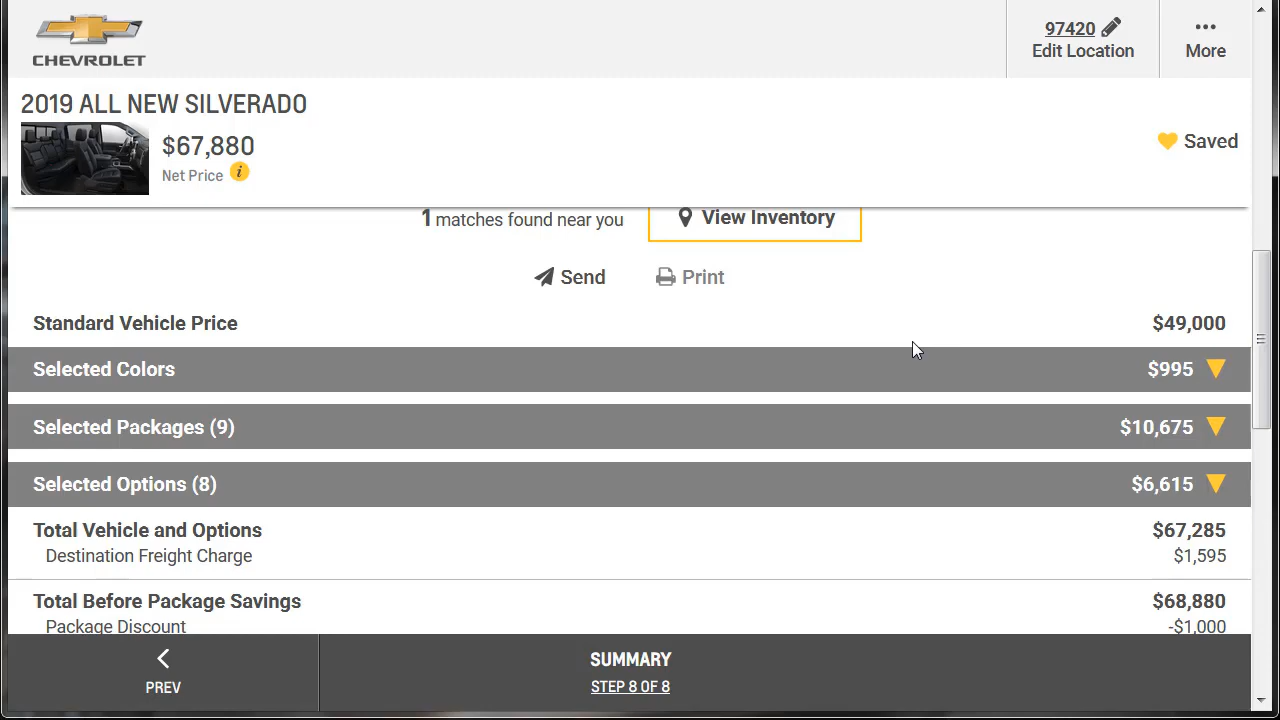 CHEVROLET
97420
Edit Location
More
2019 ALL NEW SILVERADO
$67,880
Net Price i
Saved
1 matches found near you
View Inventory
Send
Print
Standard Vehicle Price $49,000
Selected Colors $995
Selected Packages (9) $10,675
Selected Options (8) $6,615
Total Vehicle and Options $67,285
Destination Freight Charge $1,595
Total Before Package Savings $68,880
Package Discount -$1,000
PREV
SUMMARY
STEP 8 OF 8